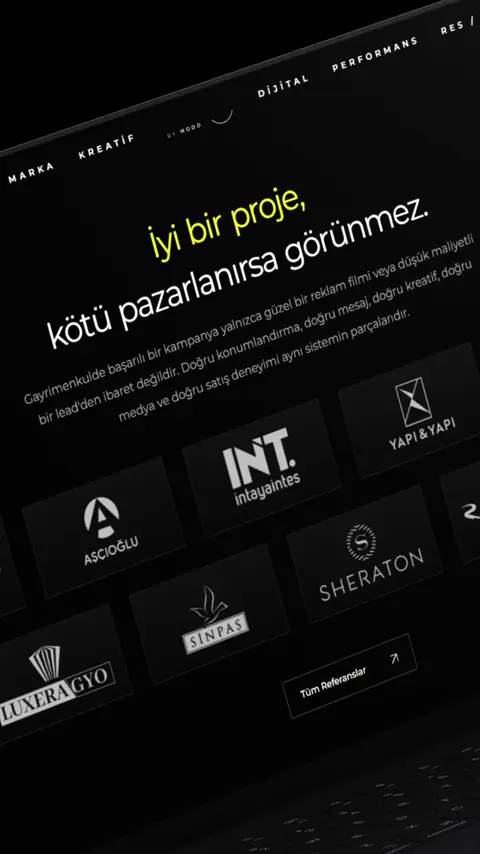 MARKA KREATİF BY MOOD DİJİTAL PERFORMANS RES /
İyi bir proje,
kötü pazarlanırsa görünmez.
Gayrimenkulde başarılı bir kampanya yalnızca güzel bir reklam filmi veya düşük maliyetli
bir lead'den ibaret değildir. Doğru konumlandırma, doğru mesaj, doğru kreatif, doğru
medya ve doğru satış deneyimi aynı sistemin parçalarıdır.
AŞCIOĞLU
INT.
intayaintes
YAPI & YAPI
LUXERA GYO
SİNPAŞ
S
SHERATON
Tüm Referanslar